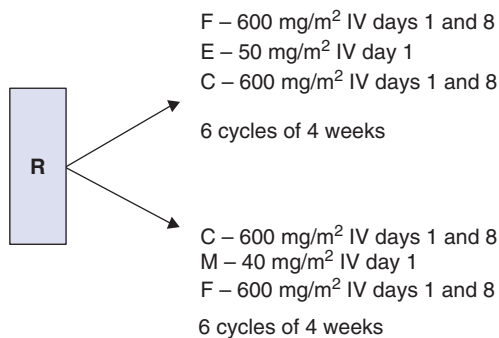 F – 600 mg/m² IV days 1 and 8
E – 50 mg/m² IV day 1
C – 600 mg/m² IV days 1 and 8
6 cycles of 4 weeks
R
C – 600 mg/m² IV days 1 and 8
M – 40 mg/m² IV day 1
F – 600 mg/m² IV days 1 and 8
6 cycles of 4 weeks